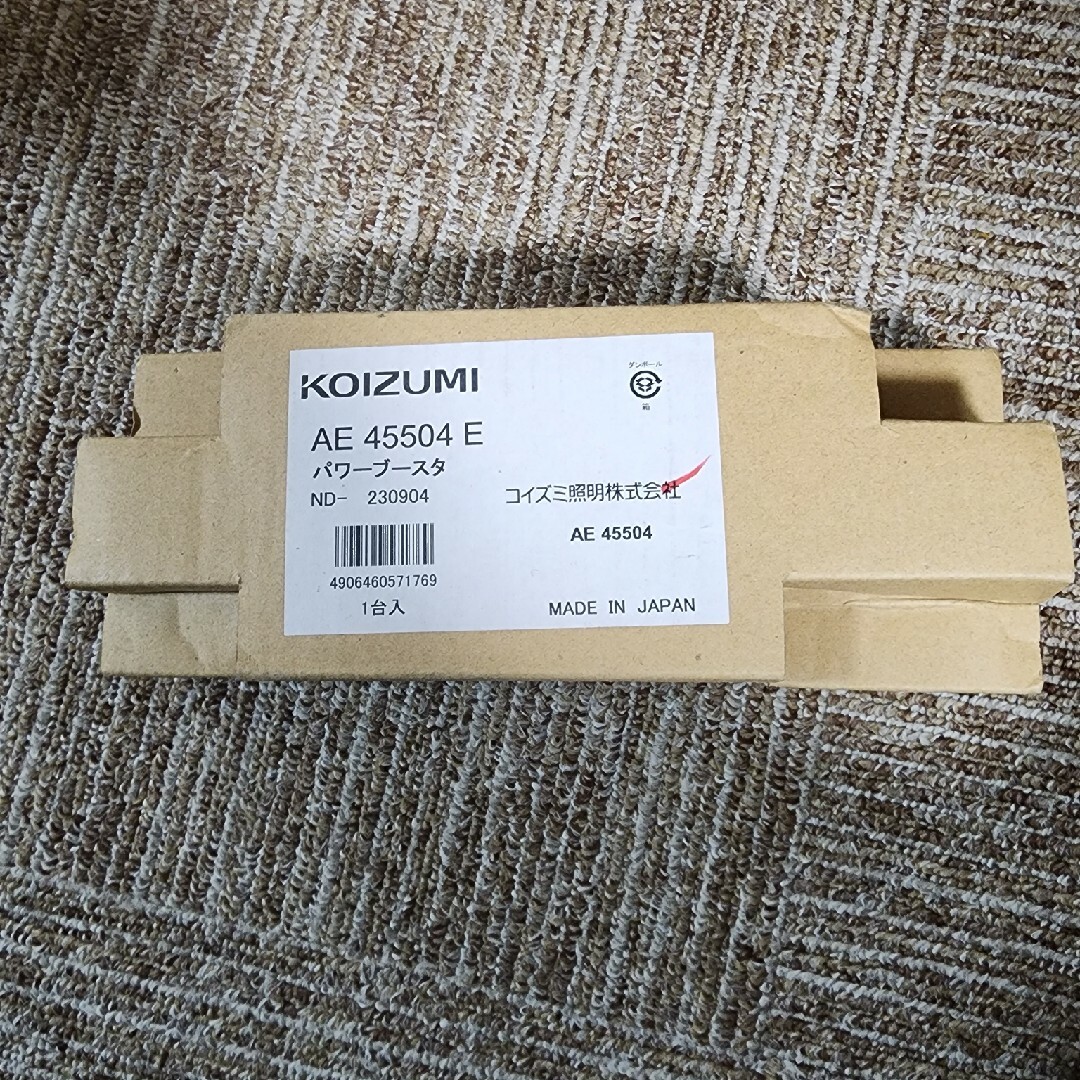 KOIZUMI
ダンボール
箱
AE 45504 E
パワーブースタ
ND- 230904
コイズミ照明株式会社
AE 45504
4906460571769
1台入
MADE IN JAPAN